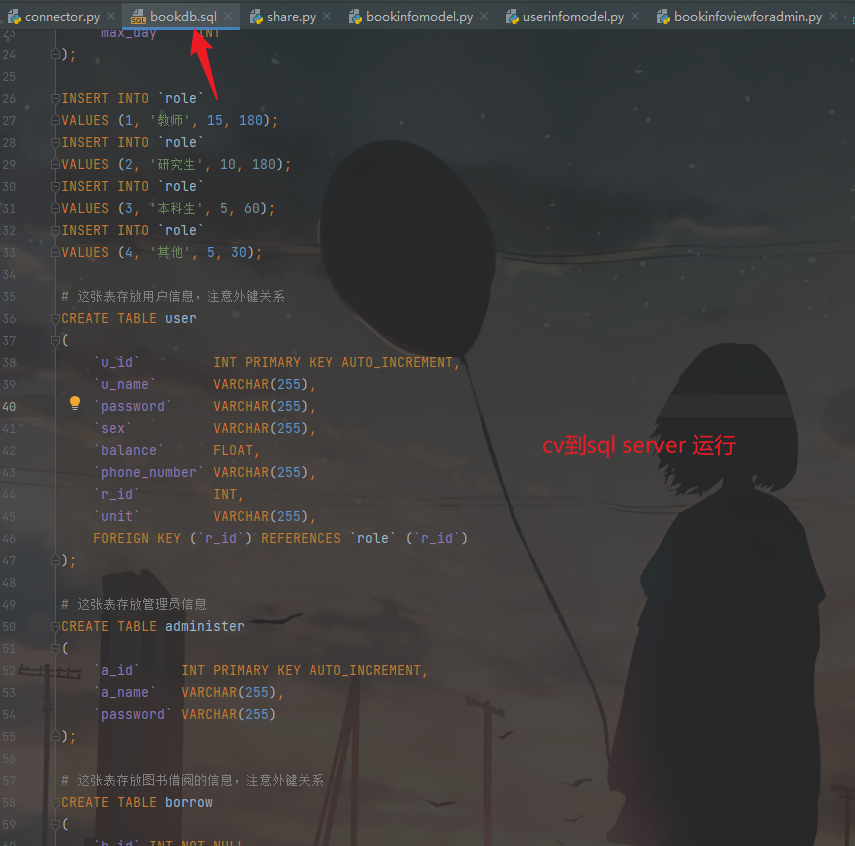 connector.py bookdb.sql share.py bookinfomodel.py userinfomodel.py bookinfoviewforadmin.py
23 max_day INT
24 );
25
26 INSERT INTO `role`
27 VALUES (1, '教师', 15, 180);
28 INSERT INTO `role`
29 VALUES (2, '研究生', 10, 180);
30 INSERT INTO `role`
31 VALUES (3, '本科生', 5, 60);
32 INSERT INTO `role`
33 VALUES (4, '其他', 5, 30);
34
35 # 这张表存放用户信息，注意外键关系
36 CREATE TABLE user
37 (
38 `u_id` INT PRIMARY KEY AUTO_INCREMENT,
39 `u_name` VARCHAR(255),
40 `password` VARCHAR(255),
41 `sex` VARCHAR(255),
42 `balance` FLOAT,
43 `phone_number` VARCHAR(255),
44 `r_id` INT,
45 `unit` VARCHAR(255),
46 FOREIGN KEY (`r_id`) REFERENCES `role` (`r_id`)
47 );
48
49 # 这张表存放管理员信息
50 CREATE TABLE administer
51 (
52 `a_id` INT PRIMARY KEY AUTO_INCREMENT,
53 `a_name` VARCHAR(255),
54 `password` VARCHAR(255)
55 );
56
57 # 这张表存放图书借阅的信息，注意外键关系
58 CREATE TABLE borrow
59 (
60 `b_id` INT NOT NULL
cv到sql server 运行